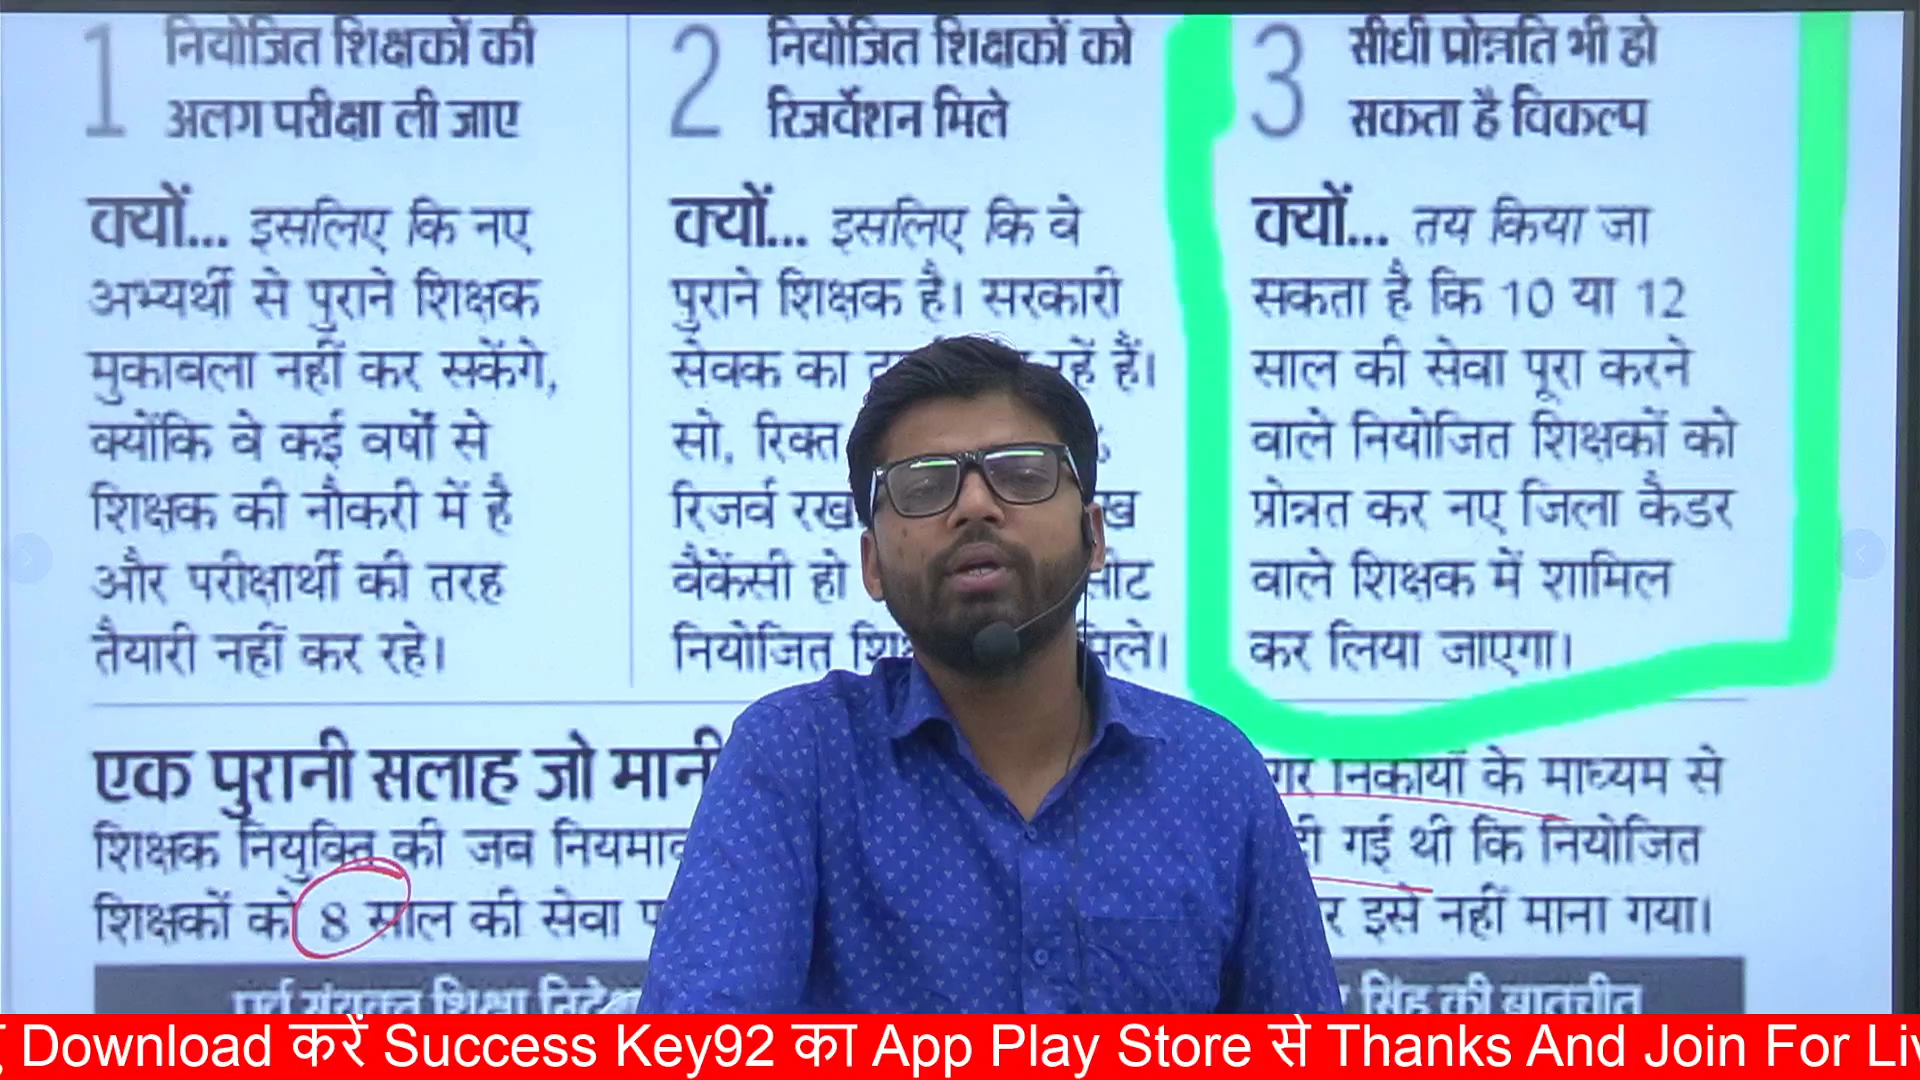 1
नियोजित शिक्षकों की
अलग परीक्षा ली जाए
क्यों... इसलिए कि नए
अभ्यर्थी से पुराने शिक्षक
मुकाबला नहीं कर सकेंगे,
क्योंकि वे कई वर्षों से
शिक्षक की नौकरी में है
और परीक्षार्थी की तरह
तैयारी नहीं कर रहे।
2
नियोजित शिक्षकों को
रिजर्वेशन मिले
क्यों... इसलिए कि वे
पुराने शिक्षक है। सरकारी
सेवक का रहें हैं।
सो, रिक्त
रिजर्व रख
वैकेंसी हो सीट
नियोजित मिले।
3
सीधी प्रोन्नति भी हो
सकता है विकल्प
क्यों... तय किया जा
सकता है कि 10 या 12
साल की सेवा पूरा करने
वाले नियोजित शिक्षकों को
प्रोन्नत कर नए जिला कैडर
वाले शिक्षक में शामिल
कर लिया जाएगा।
एक पुरानी सलाह जो मानी निकायों के माध्यम से
शिक्षक नियुक्ति की जब दी गई थी कि नियोजित
शिक्षकों को 8 साल की सेवा इसे नहीं माना गया।
पूर्व संयुक्त शिक्षा सिंह की बातचीत
Download करें Success Key92 का App Play Store से Thanks And Join For